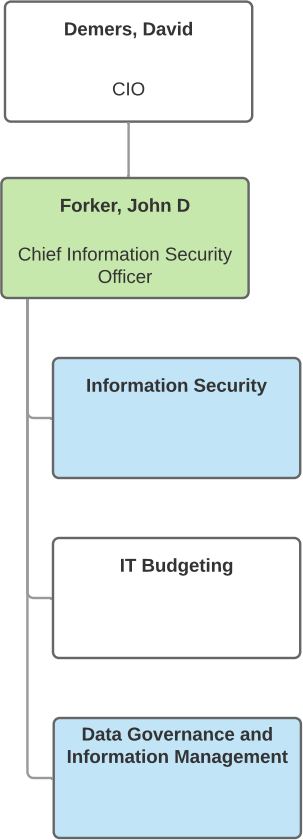 Demers, David
CIO
Forker, John D
Chief Information Security
Officer
Information Security
IT Budgeting
Data Governance and
Information Management